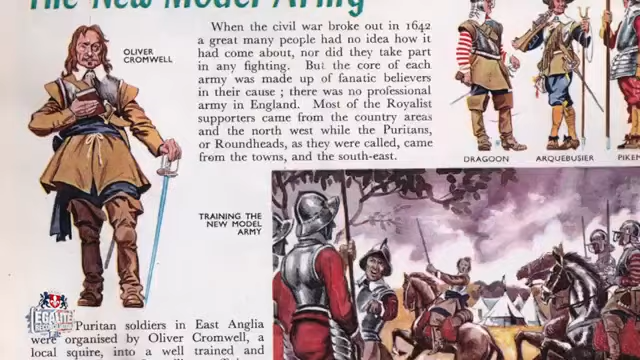 The New Model Army
OLIVER
CROMWELL
When the civil war broke out in 1642
a great many people had no idea how it
had come about, nor did they take part
in any fighting. But the core of each
army was made up of fanatic believers
in their cause ; there was no professional
army in England. Most of the Royalist
supporters came from the country areas
and the north west while the Puritans,
or Roundheads, as they were called, came
from the towns, and the south-east.
DRAGOON
ARQUEBUSIER
TRAINING THE
NEW MODEL
ARMY
Puritan soldiers in East Anglia
were organised by Oliver Cromwell, a
local squire, into a well trained and